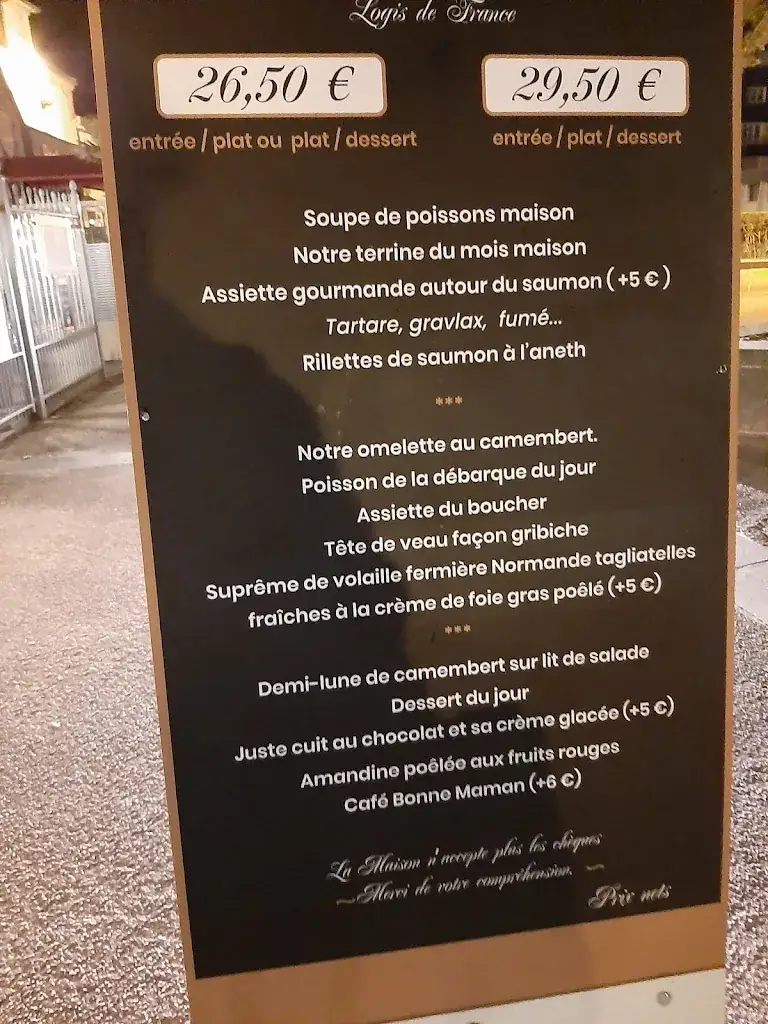 Logis de France
26,50 €
29,50 €
entrée / plat ou plat / dessert
entrée / plat / dessert
Soupe de poissons maison
Notre terrine du mois maison
Assiette gourmande autour du saumon ( +5 € )
Tartare, gravlax, fumé...
Rillettes de saumon à l'aneth
***
Notre omelette au camembert.
Poisson de la débarque du jour
Assiette du boucher
Tête de veau façon gribiche
Suprême de volaille fermière Normande tagliatelles
fraîches à la crème de foie gras poêlé (+5 €)
***
Demi-lune de camembert sur lit de salade
Dessert du jour
Juste cuit au chocolat et sa crème glacée (+5 €)
Amandine poêlée aux fruits rouges
Café Bonne Maman (+6 €)
La Maison n'accepte plus les chèques
~Merci de votre compréhension. ~
Prix nets